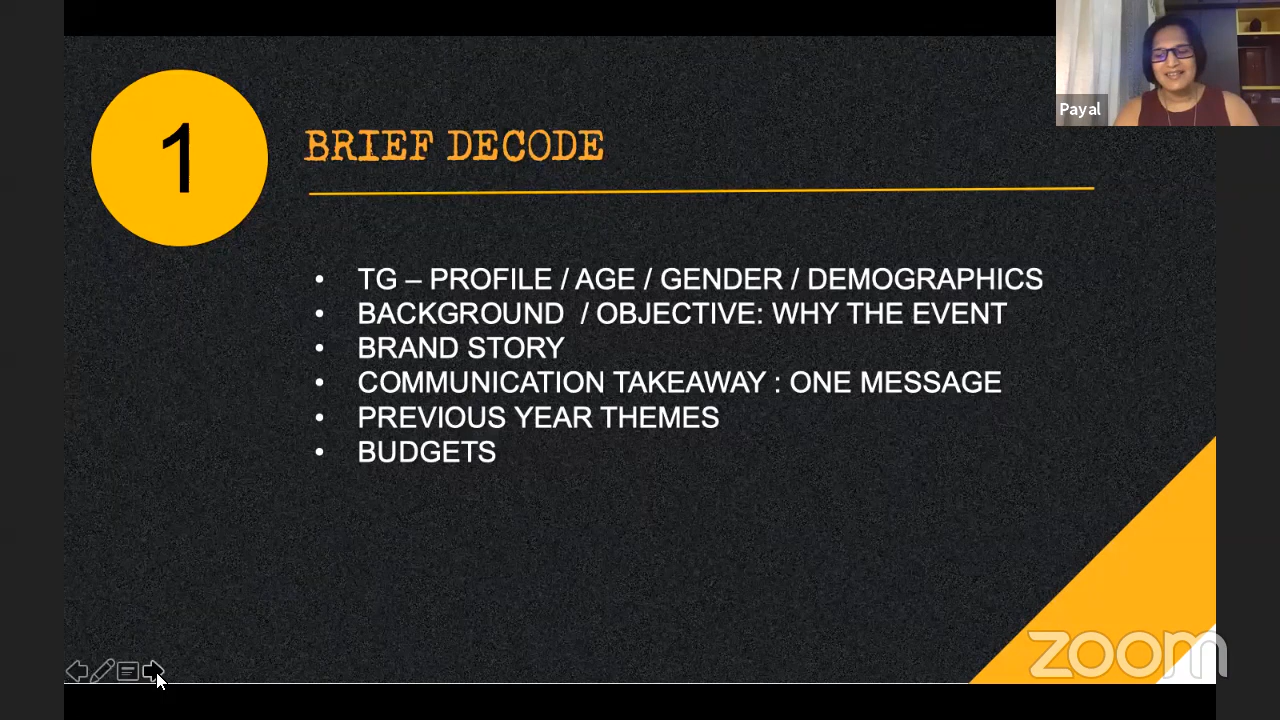 Payal
1
BRIEF DECODE
• TG – PROFILE / AGE / GENDER / DEMOGRAPHICS
• BACKGROUND / OBJECTIVE: WHY THE EVENT
• BRAND STORY
• COMMUNICATION TAKEAWAY : ONE MESSAGE
• PREVIOUS YEAR THEMES
• BUDGETS
zoom